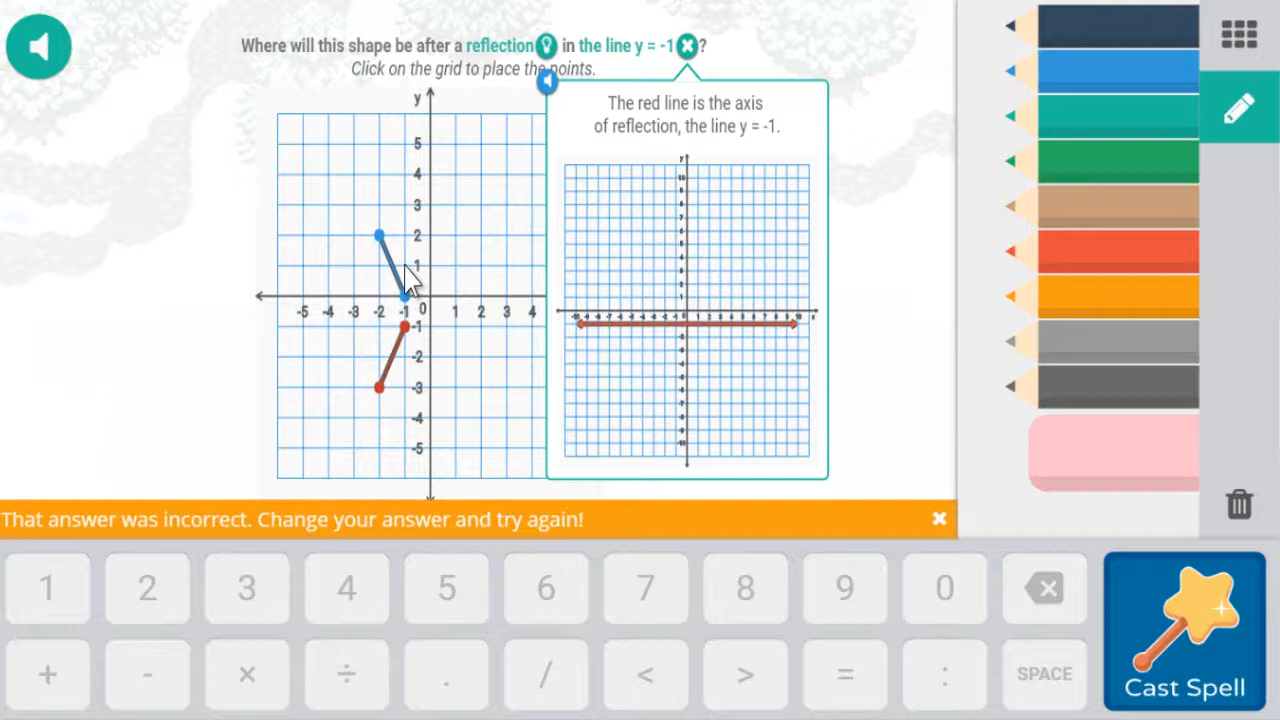 Where will this shape be after a reflection in the line y = -1 ?
Click on the grid to place the points.
The red line is the axis
of reflection, the line y = -1.
y
5
4
3
2
1
-5 -4 -3 -2 -1 0 1 2 3 4
-1
-2
-3
-4
-5
y
10
x
-10
That answer was incorrect. Change your answer and try again!
1 2 3 4 5 6 7 8 9 0
+ - × ÷ . / < > = : SPACE
Cast Spell